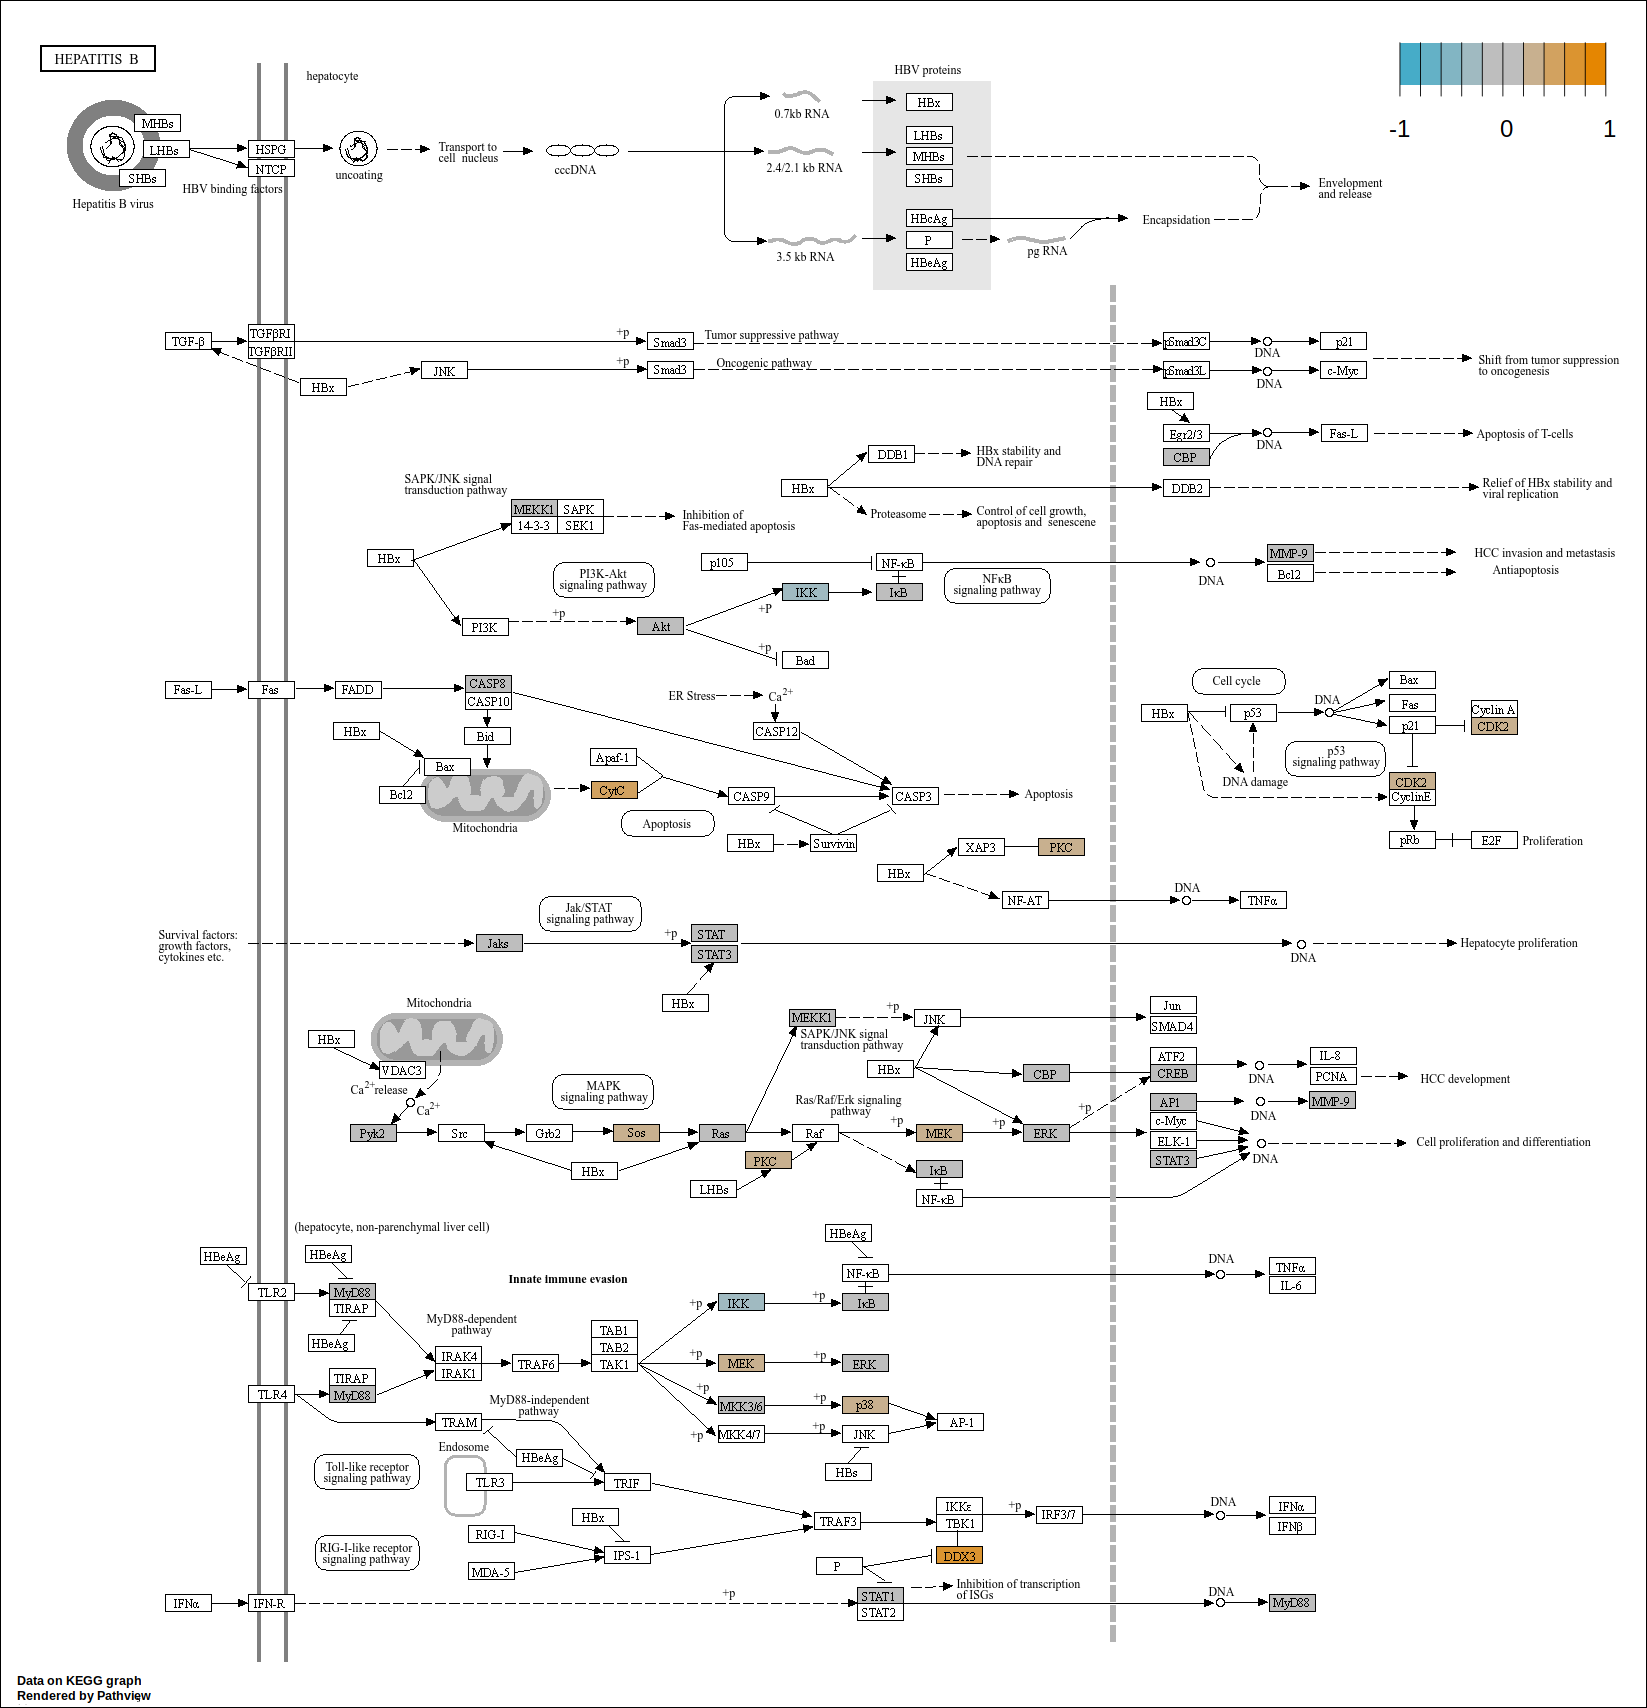 HEPATITIS B
hepatocyte
HBV proteins
-1 0 1
MHBs
LHBs
SHBs
Hepatitis B virus
HSPG
NTCP
HBV binding factors
uncoating
Transport to
cell nucleus
cccDNA
0.7kb RNA
2.4/2.1 kb RNA
3.5 kb RNA
HBx
LHBs
MHBs
SHBs
HBcAg
P
HBeAg
pg RNA
Encapsidation
Envelopment
and release
TGF-β
TGFβRI
TGFβRII
HBx
JNK
+p
Smad3
Tumor suppressive pathway
+p
Smad3
Oncogenic pathway
pSmad3C
DNA
p21
pSmad3L
DNA
c-Myc
Shift from tumor suppression
to oncogenesis
HBx
Egr2/3
CBP
DNA
Fas-L
Apoptosis of T-cells
DDB1
HBx stability and
DNA repair
HBx
DDB2
Relief of HBx stability and
viral replication
Proteasome
Control of cell growth,
apoptosis and senescene
SAPK/JNK signal
transduction pathway
MEKK1
SAPK
14-3-3
SEK1
Inhibition of
Fas-mediated apoptosis
HBx
PI3K-Akt
signaling pathway
p105
NF-κB
IKK
IκB
NFκB
signaling pathway
DNA
MMP-9
Bcl2
HCC invasion and metastasis
Antiapoptosis
PI3K
+p
Akt
+P
+p
Bad
Fas-L
Fas
FADD
CASP8
CASP10
HBx
Bid
Bax
Bcl2
Mitochondria
ER Stress
Ca2+
CASP12
Apaf-1
CytC
CASP9
CASP3
Apoptosis
Apoptosis
HBx
Survivin
Cell cycle
HBx
p53
DNA
Bax
Fas
p21
Cyclin A
CDK2
p53
signaling pathway
DNA damage
CDK2
CyclinE
pRb
E2F
Proliferation
HBx
XAP3
PKC
NF-AT
DNA
TNFα
Survival factors:
growth factors,
cytokines etc.
Jak/STAT
signaling pathway
Jaks
+p
STAT
STAT3
HBx
DNA
Hepatocyte proliferation
Mitochondria
HBx
VDAC3
Ca2+release
Ca2+
Pyk2
Src
Grb2
Sos
Ras
Raf
MAPK
signaling pathway
HBx
LHBs
PKC
MEKK1
+p
JNK
SAPK/JNK signal
transduction pathway
HBx
CBP
Ras/Raf/Erk signaling
pathway
+p
MEK
+p
ERK
+p
IκB
NF-κB
Jun
SMAD4
ATF2
CREB
AP1
c-Myc
ELK-1
STAT3
DNA
IL-8
PCNA
HCC development
DNA
MMP-9
DNA
Cell proliferation and differentiation
(hepatocyte, non-parenchymal liver cell)
HBeAg
HBeAg
TLR2
MyD88
TIRAP
HBeAg
TLR4
TIRAP
MyD88
Innate immune evasion
MyD88-dependent
pathway
IRAK4
IRAK1
TRAF6
TAB1
TAB2
TAK1
HBeAg
NF-κB
+p
IKK
+p
IκB
DNA
TNFα
IL-6
+p
MEK
+p
ERK
+p
MKK3/6
+p
p38
+p
MKK4/7
+p
JNK
AP-1
HBs
MyD88-independent
pathway
TRAM
Endosome
HBeAg
TLR3
TRIF
Toll-like receptor
signaling pathway
RIG-I-like receptor
signaling pathway
HBx
RIG-I
MDA-5
IPS-1
TRAF3
IKKε
TBK1
DDX3
+p
IRF3/7
DNA
IFNα
IFNβ
P
IFNα
IFN-R
+p
STAT1
STAT2
Inhibition of transcription
of ISGs
DNA
MyD88
Data on KEGG graph
Rendered by Pathview